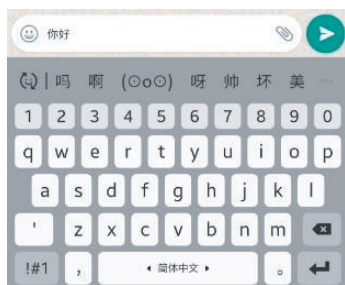 你好
吗 啊 (⊙o⊙) 呀 帅 坏 美 ...
1 2 3 4 5 6 7 8 9 0
q w e r t y u i o p
a s d f g h j k l
' z x c v b n m
!#1 , 简体中文 。